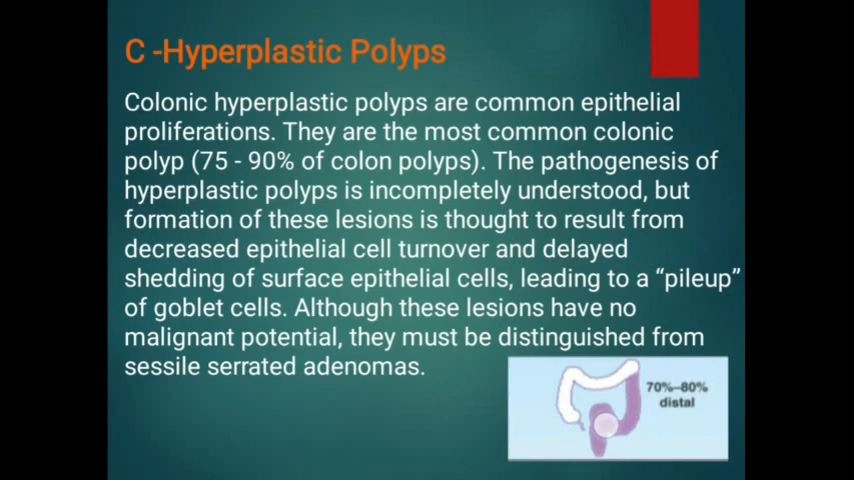 C -Hyperplastic Polyps
Colonic hyperplastic polyps are common epithelial
proliferations. They are the most common colonic
polyp (75 - 90% of colon polyps). The pathogenesis of
hyperplastic polyps is incompletely understood, but
formation of these lesions is thought to result from
decreased epithelial cell turnover and delayed
shedding of surface epithelial cells, leading to a “pileup”
of goblet cells. Although these lesions have no
malignant potential, they must be distinguished from
sessile serrated adenomas.
70%–80%
distal